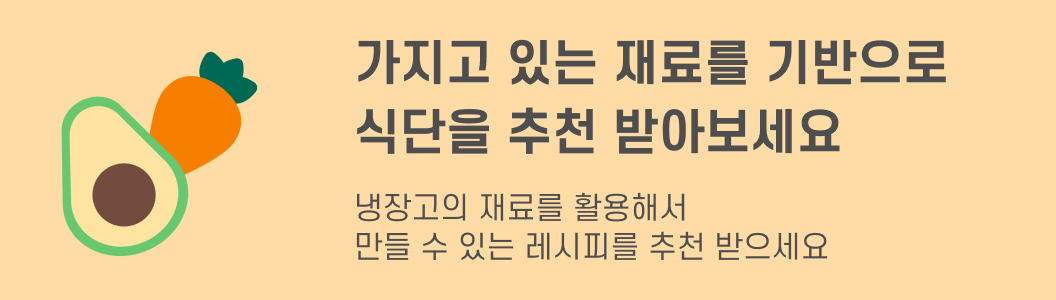 가지고 있는 재료를 기반으로
식단을 추천 받아보세요
냉장고의 재료를 활용해서
만들 수 있는 레시피를 추천 받으세요